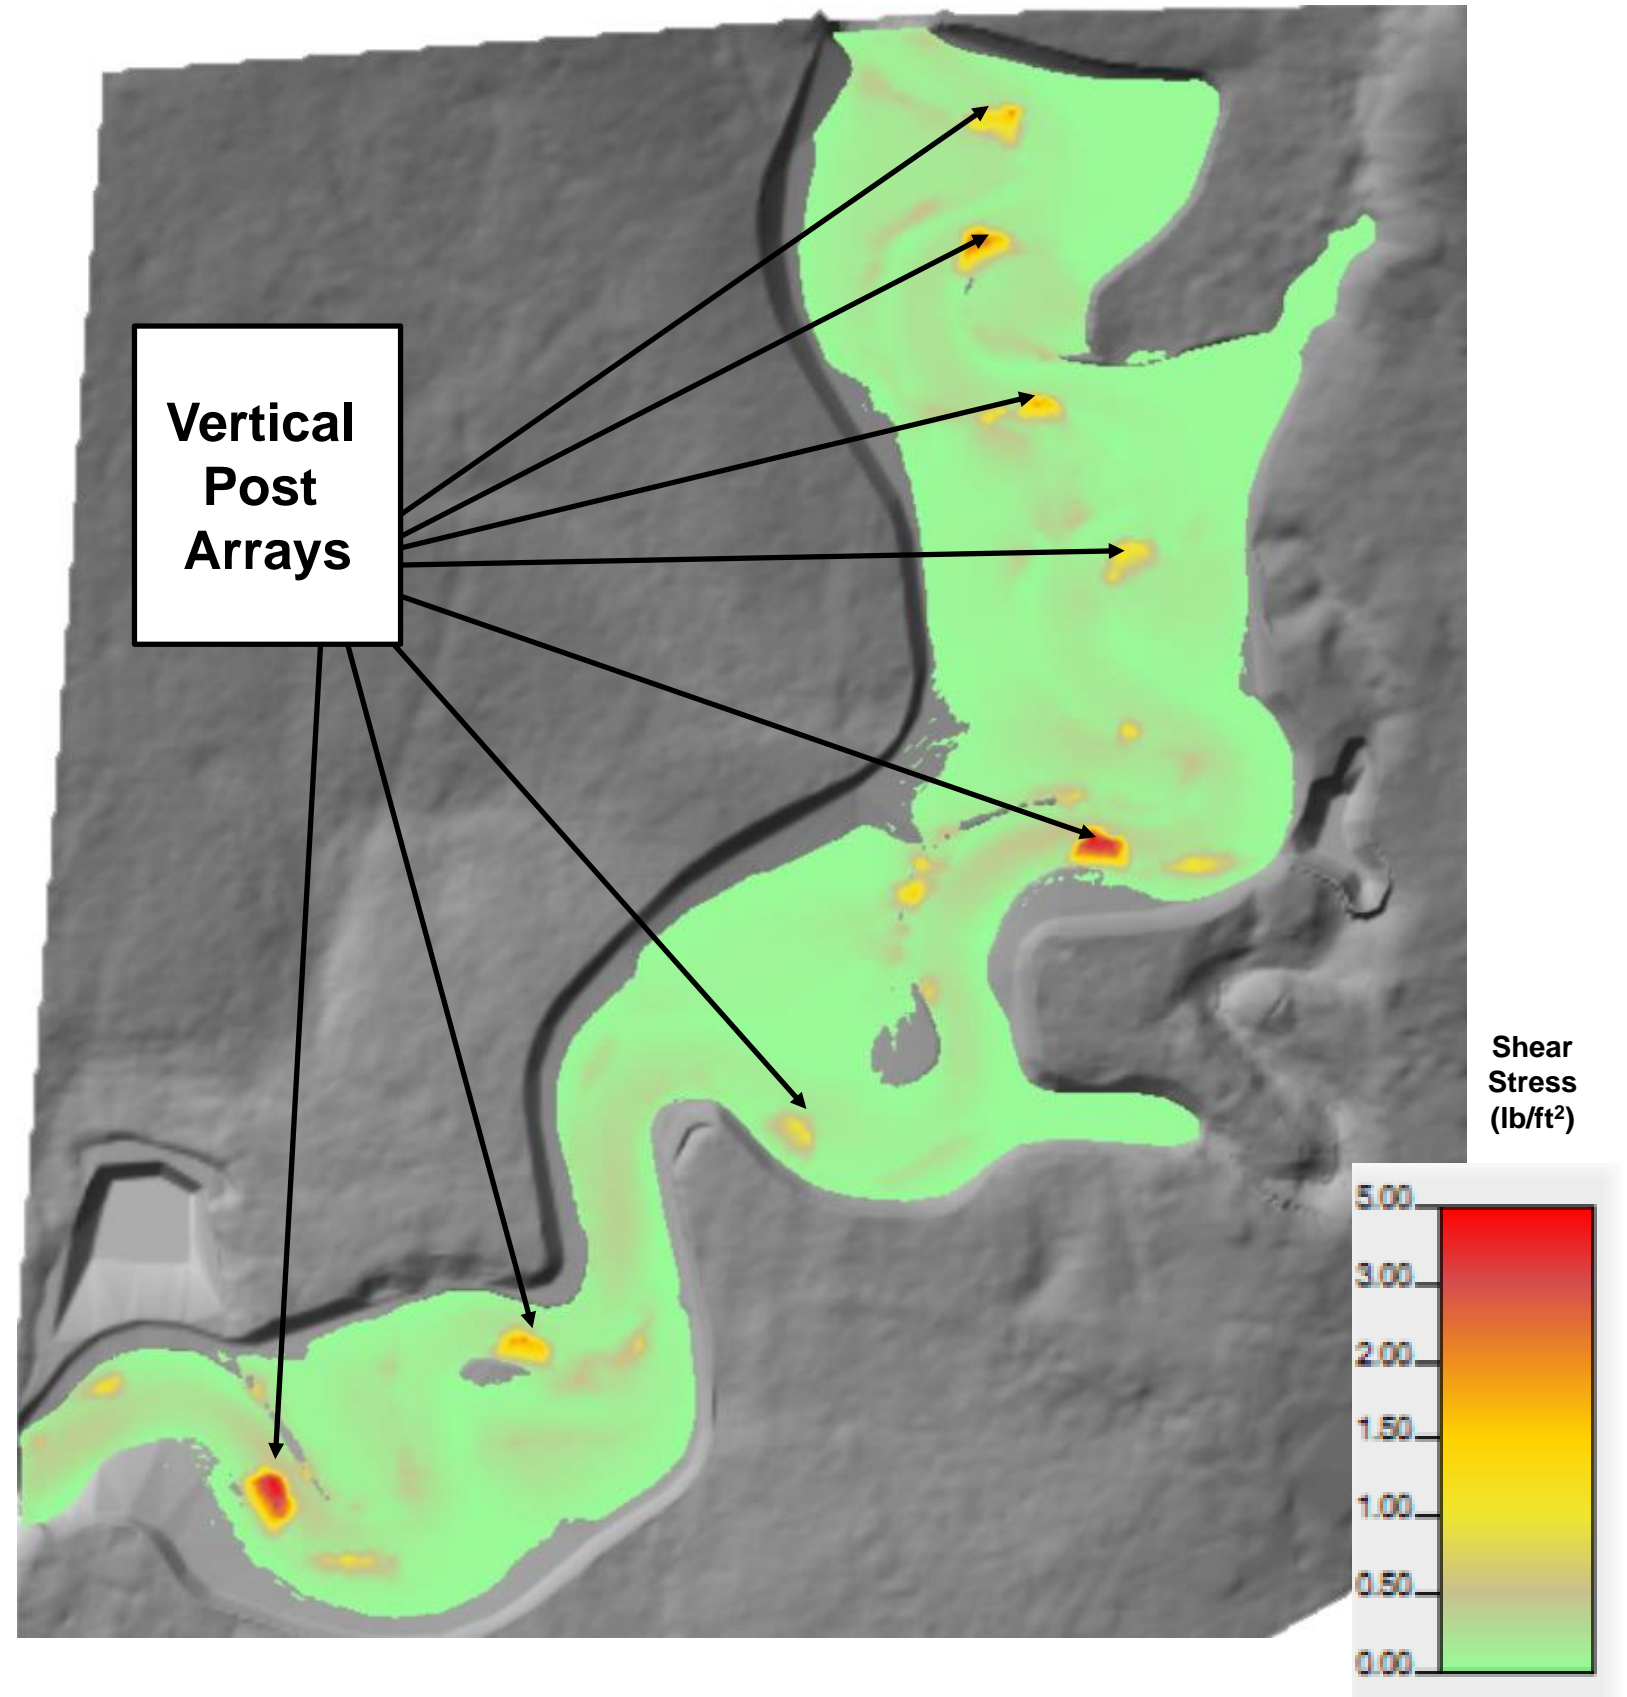 Vertical
Post
Arrays
Shear
Stress
(lb/ft²)
5.00
3.00
2.00
1.50
1.00
0.50
0.00